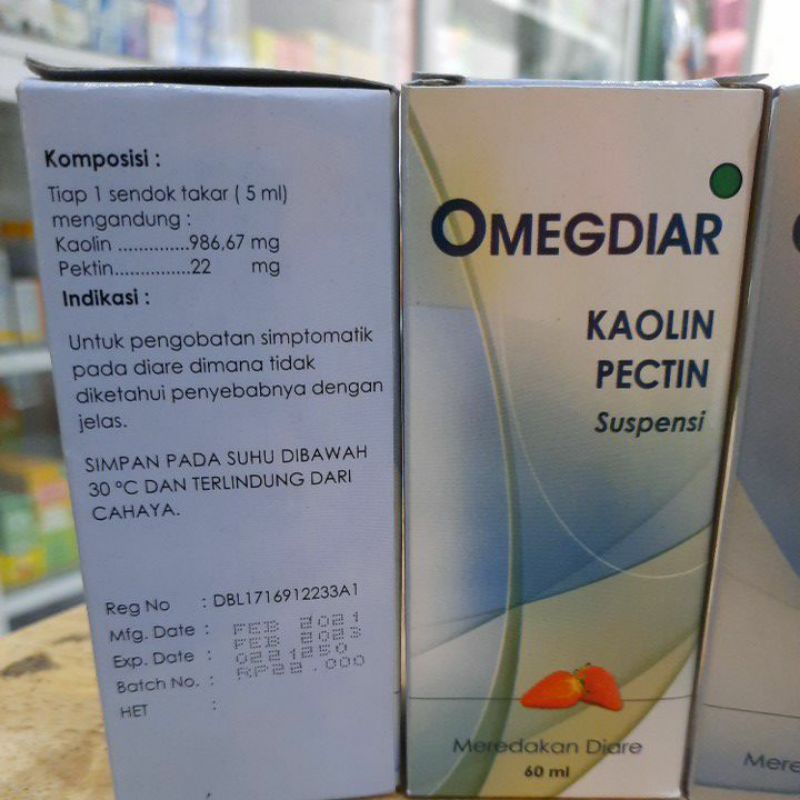 Komposisi :
Tiap 1 sendok takar ( 5 ml)
mengandung :
Kaolin ..............986,67 mg
Pektin...............22 mg
Indikasi :
Untuk pengobatan simptomatik
pada diare dimana tidak
diketahui penyebabnya dengan
jelas.
SIMPAN PADA SUHU DIBAWAH
30 °C DAN TERLINDUNG DARI
CAHAYA.
Reg No : DBL1716912233A1
Mfg. Date : FEB 2021
Exp. Date : FEB 2023
Batch No. : 0221250
HET : RP22.000
OMEGDIAR
KAOLIN
PECTIN
Suspensi
Meredakan Diare
60 ml
Mere